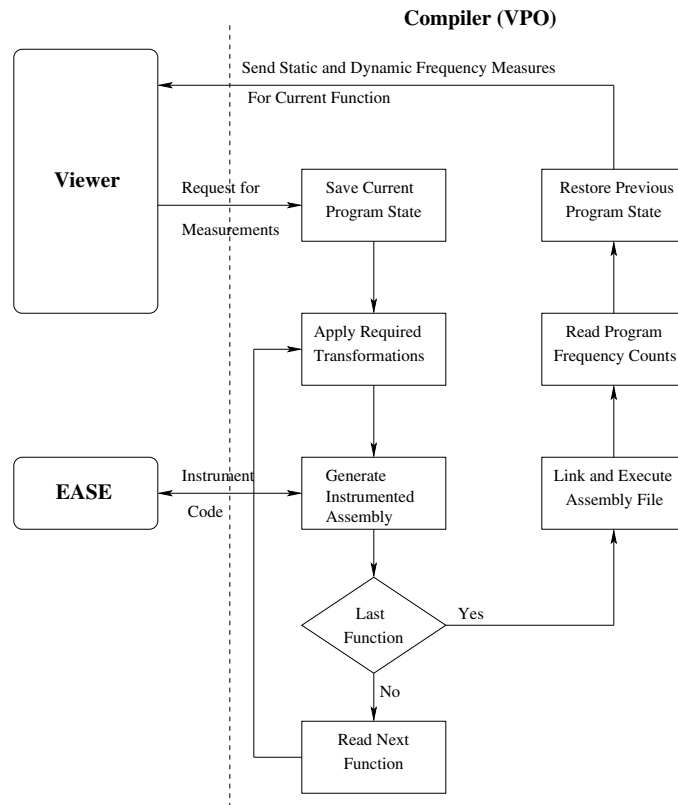 Compiler (VPO)
Send Static and Dynamic Frequency Measures
For Current Function
Viewer
Request for
Measurements
Save Current
Program State
Restore Previous
Program State
Apply Required
Transformations
Read Program
Frequency Counts
EASE
Instrument
Code
Generate
Instrumented
Assembly
Link and Execute
Assembly File
Last
Function
Yes
No
Read Next
Function